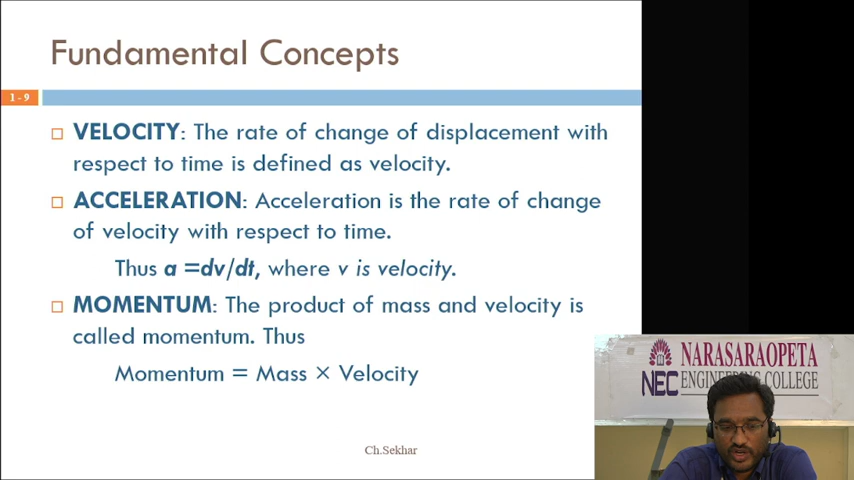 Fundamental Concepts
1 - 9
VELOCITY: The rate of change of displacement with
respect to time is defined as velocity.
ACCELERATION: Acceleration is the rate of change
of velocity with respect to time.
Thus a =dv/dt, where v is velocity.
MOMENTUM: The product of mass and velocity is
called momentum. Thus
Momentum = Mass × Velocity
Ch.Sekhar
NARASARAOPETA
NEC ENGINEERING COLLEGE